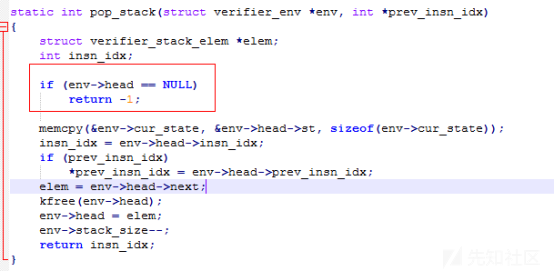 static int pop_stack(struct verifier_env *env, int *prev_insn_idx)
{
    struct verifier_stack_elem *elem;
    int insn_idx;
    if (env->head == NULL)
        return -1;
    memcpy(&env->cur_state, &env->head->st, sizeof(env->cur_state));
    insn_idx = env->head->insn_idx;
    if (prev_insn_idx)
        *prev_insn_idx = env->head->prev_insn_idx;
    elem = env->head->next;
    kfree(env->head);
    env->head = elem;
    env->stack_size--;
    return insn_idx;
}
先知社区